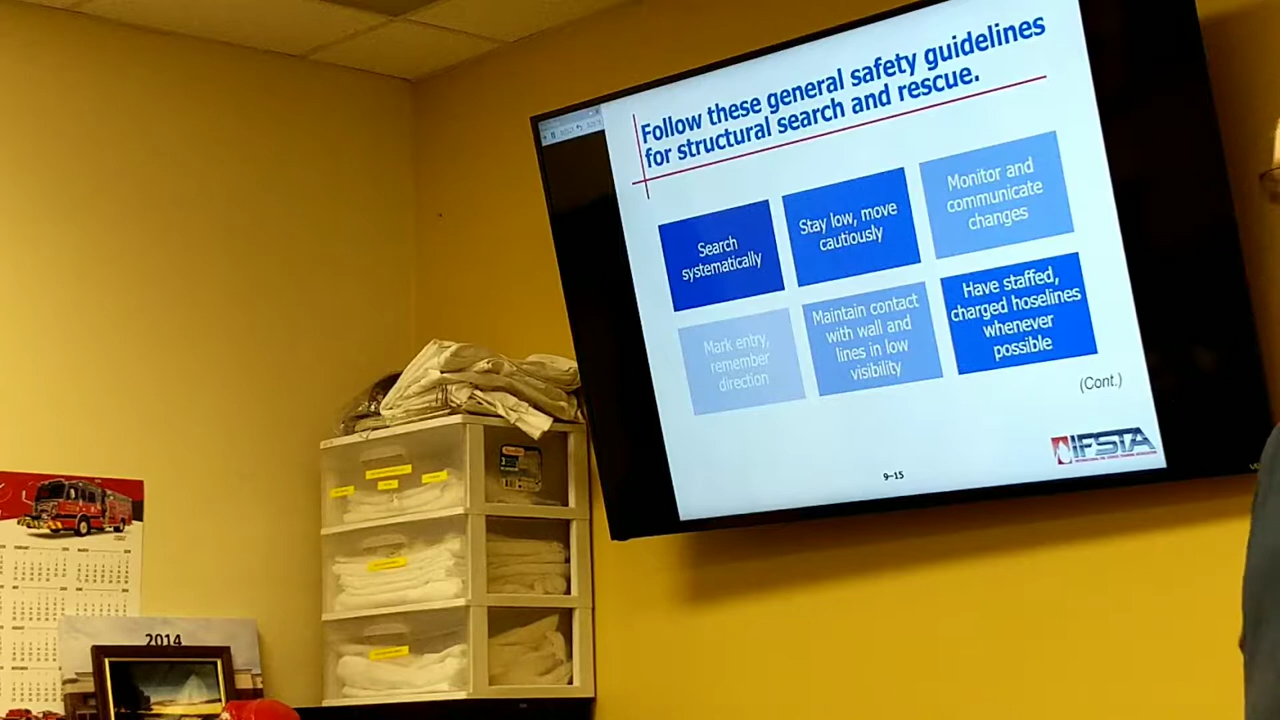 Follow these general safety guidelines
for structural search and rescue.
Search
systematically
Stay low, move
cautiously
Monitor and
communicate
changes
Mark entry,
remember
direction
Maintain contact
with wall and
lines in low
visibility
Have staffed,
charged hoselines
whenever
possible
(Cont.)
IFSTA
9-15
2014